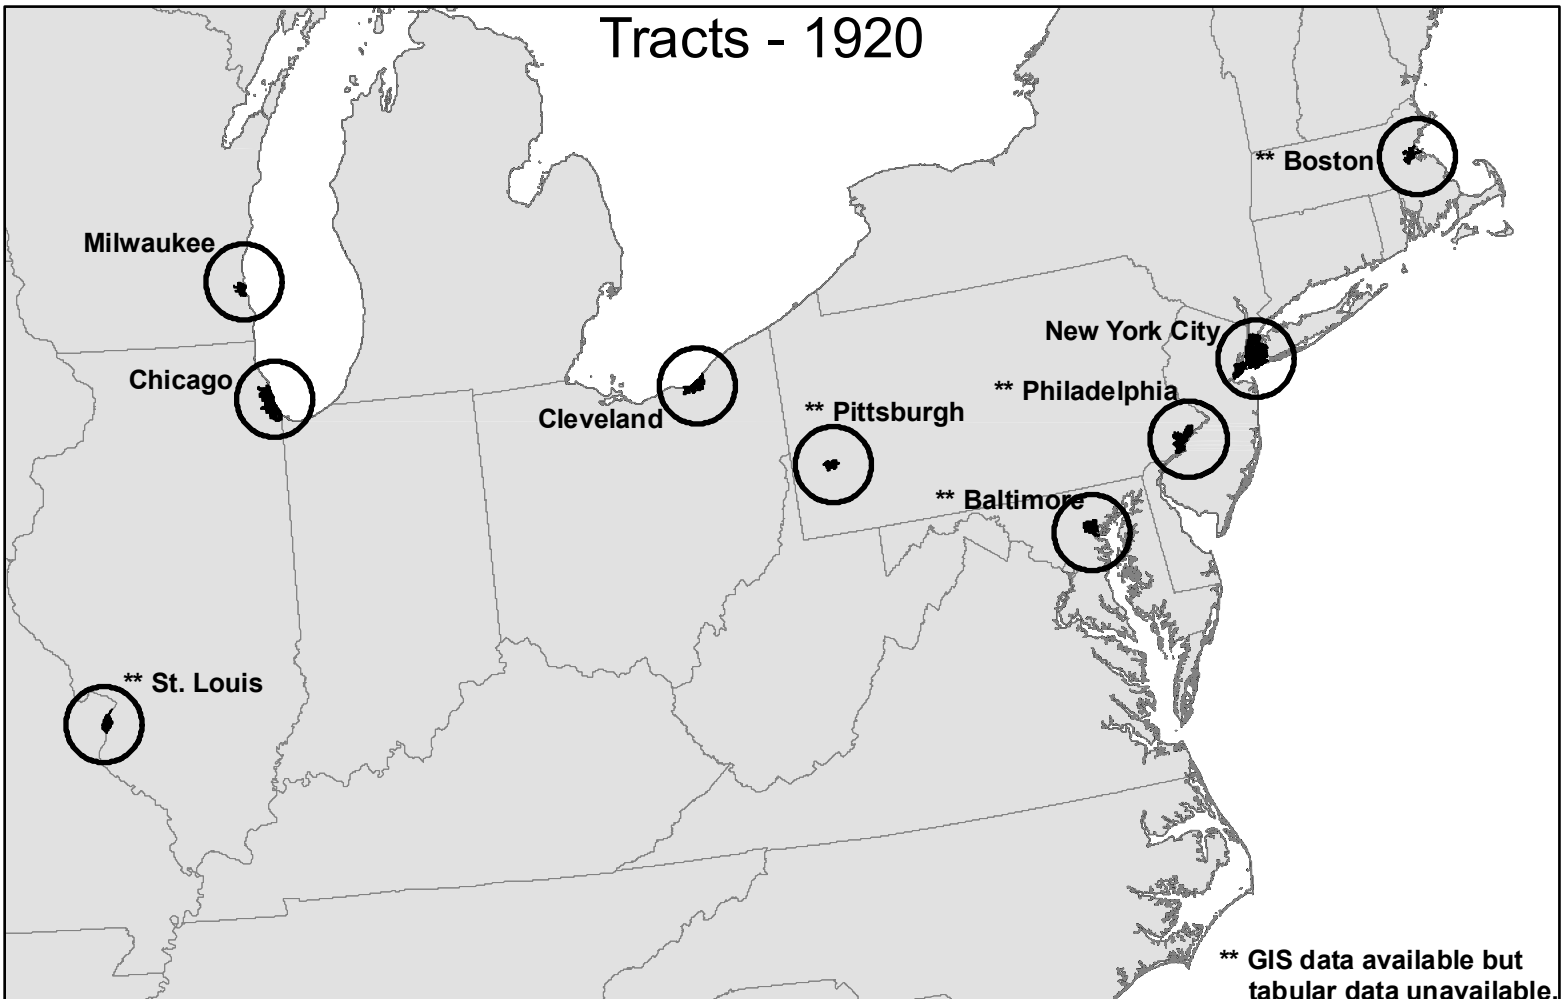 Tracts - 1920
** Boston
Milwaukee
New York City
Chicago
** Philadelphia
Cleveland
** Pittsburgh
** Baltimore
** St. Louis
** GIS data available but
tabular data unavailable.